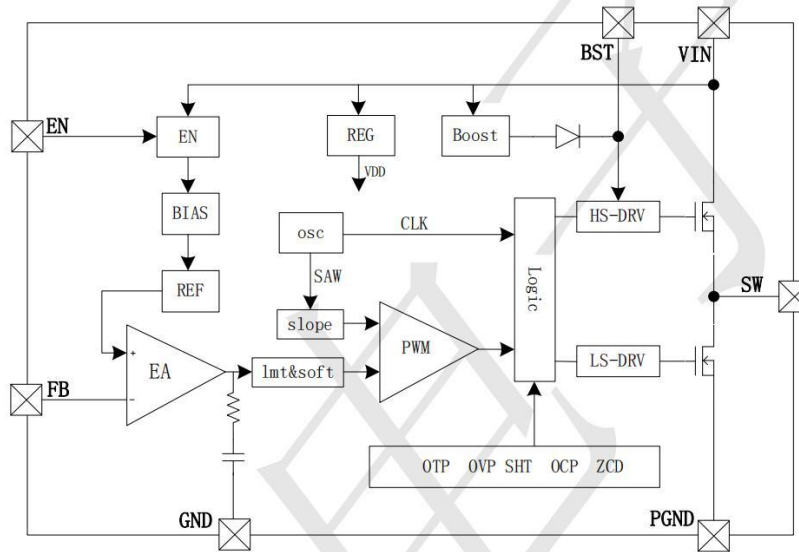 BST
VIN
EN
EN
REG
Boost
VDD
BIAS
HS-DRV
osc
CLK
Logic
SAW
REF
SW
slope
PWM
+
EA
lmt&soft
LS-DRV
FB
-
OTP OVP SHT OCP ZCD
GND
PGND